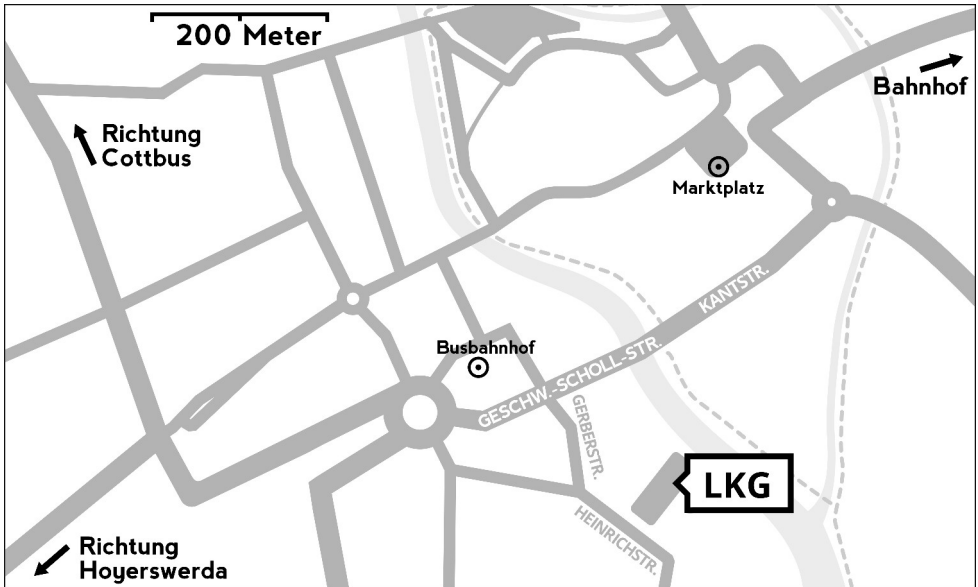 200 Meter
Bahnhof
Richtung
Cottbus
Marktplatz
KANTSTR.
Busbahnhof
GESCHW.-SCHOLL-STR.
GERBERSTR.
LKG
HEINRICHSTR.
Richtung
Hoyerswerda